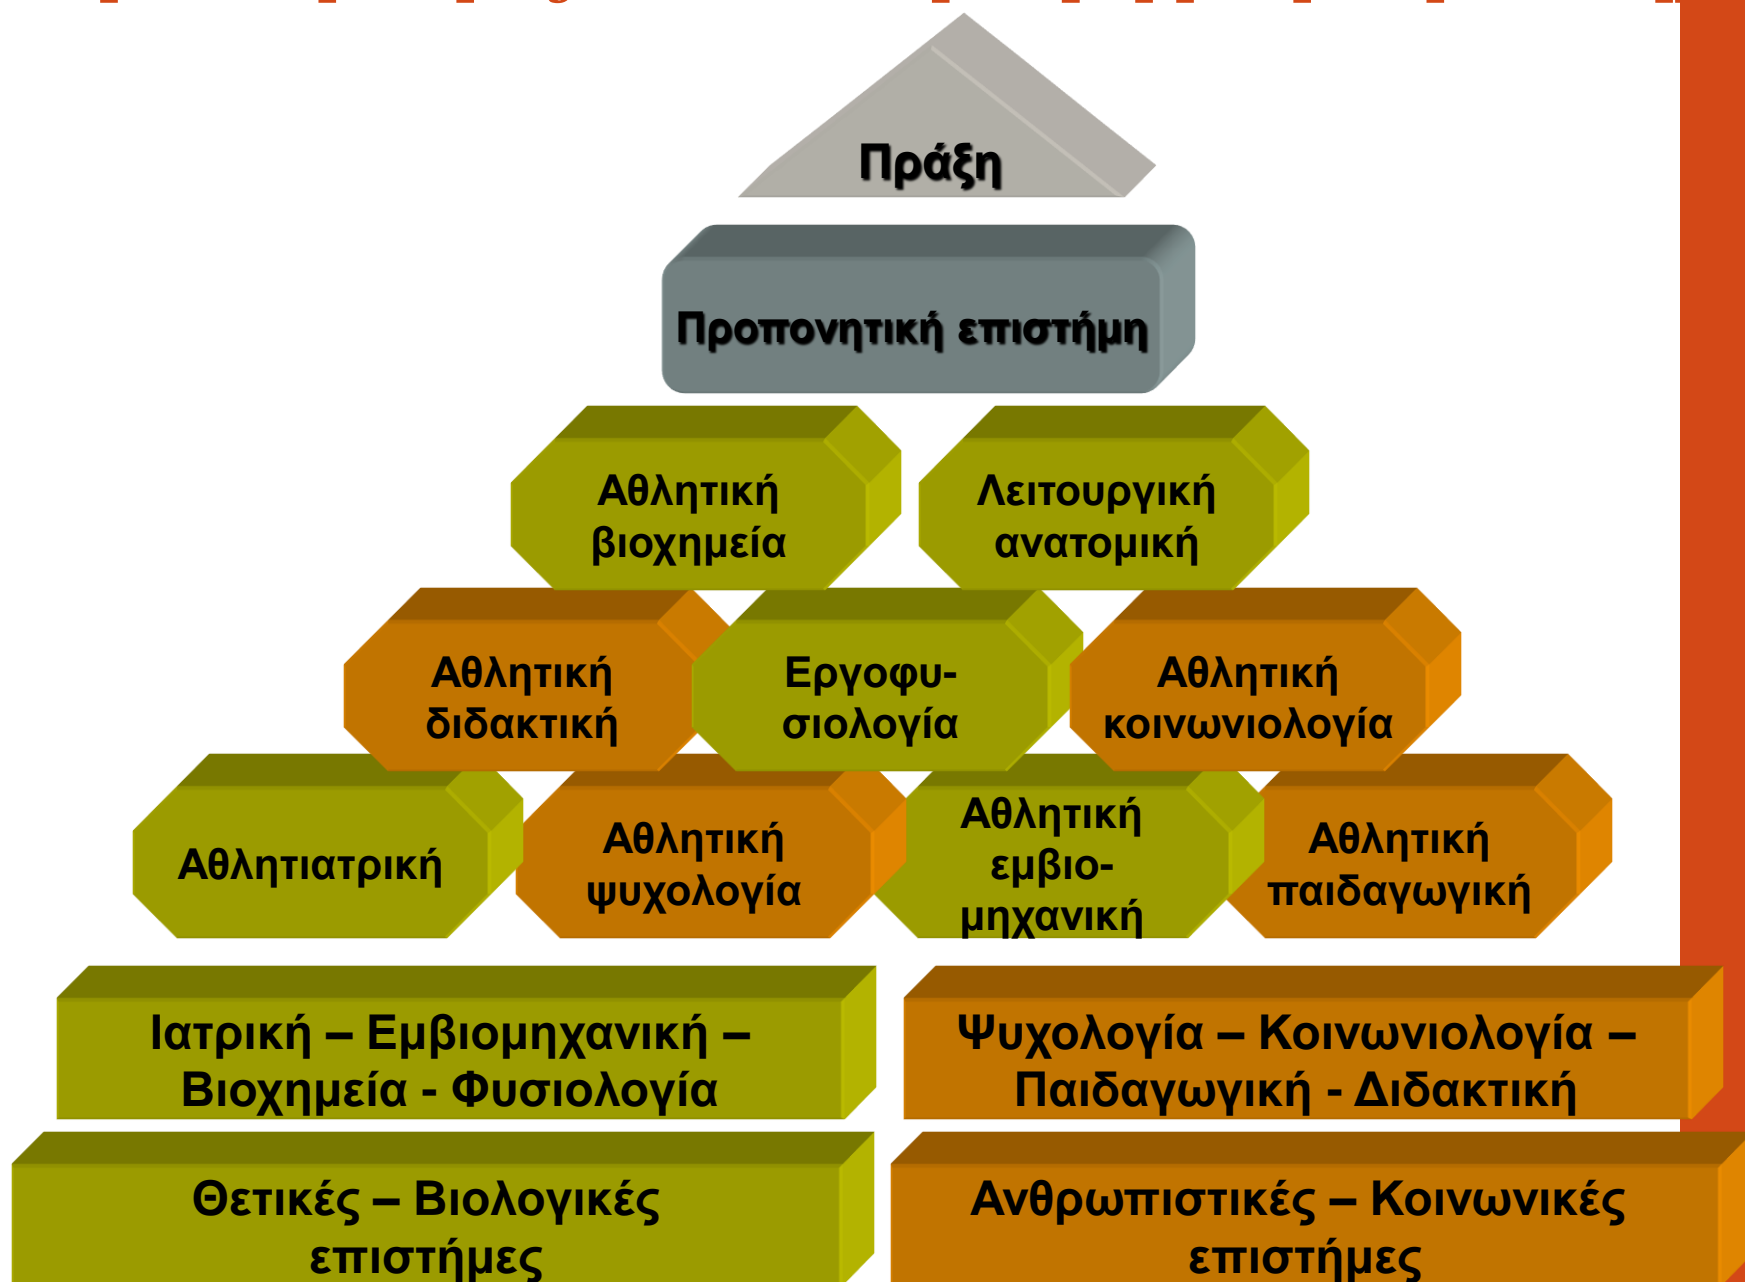 Πράξη
Προπονητική επιστήμη
Αθλητική
βιοχημεία
Λειτουργική
ανατομική
Αθλητική
διδακτική
Εργοφυ-
σιολογία
Αθλητική
κοινωνιολογία
Αθλητιατρική
Αθλητική
ψυχολογία
Αθλητική
εμβιο-
μηχανική
Αθλητική
παιδαγωγική
Ιατρική – Εμβιομηχανική –
Βιοχημεία - Φυσιολογία
Ψυχολογία – Κοινωνιολογία –
Παιδαγωγική - Διδακτική
Θετικές – Βιολογικές
επιστήμες
Ανθρωπιστικές – Κοινωνικές
επιστήμες